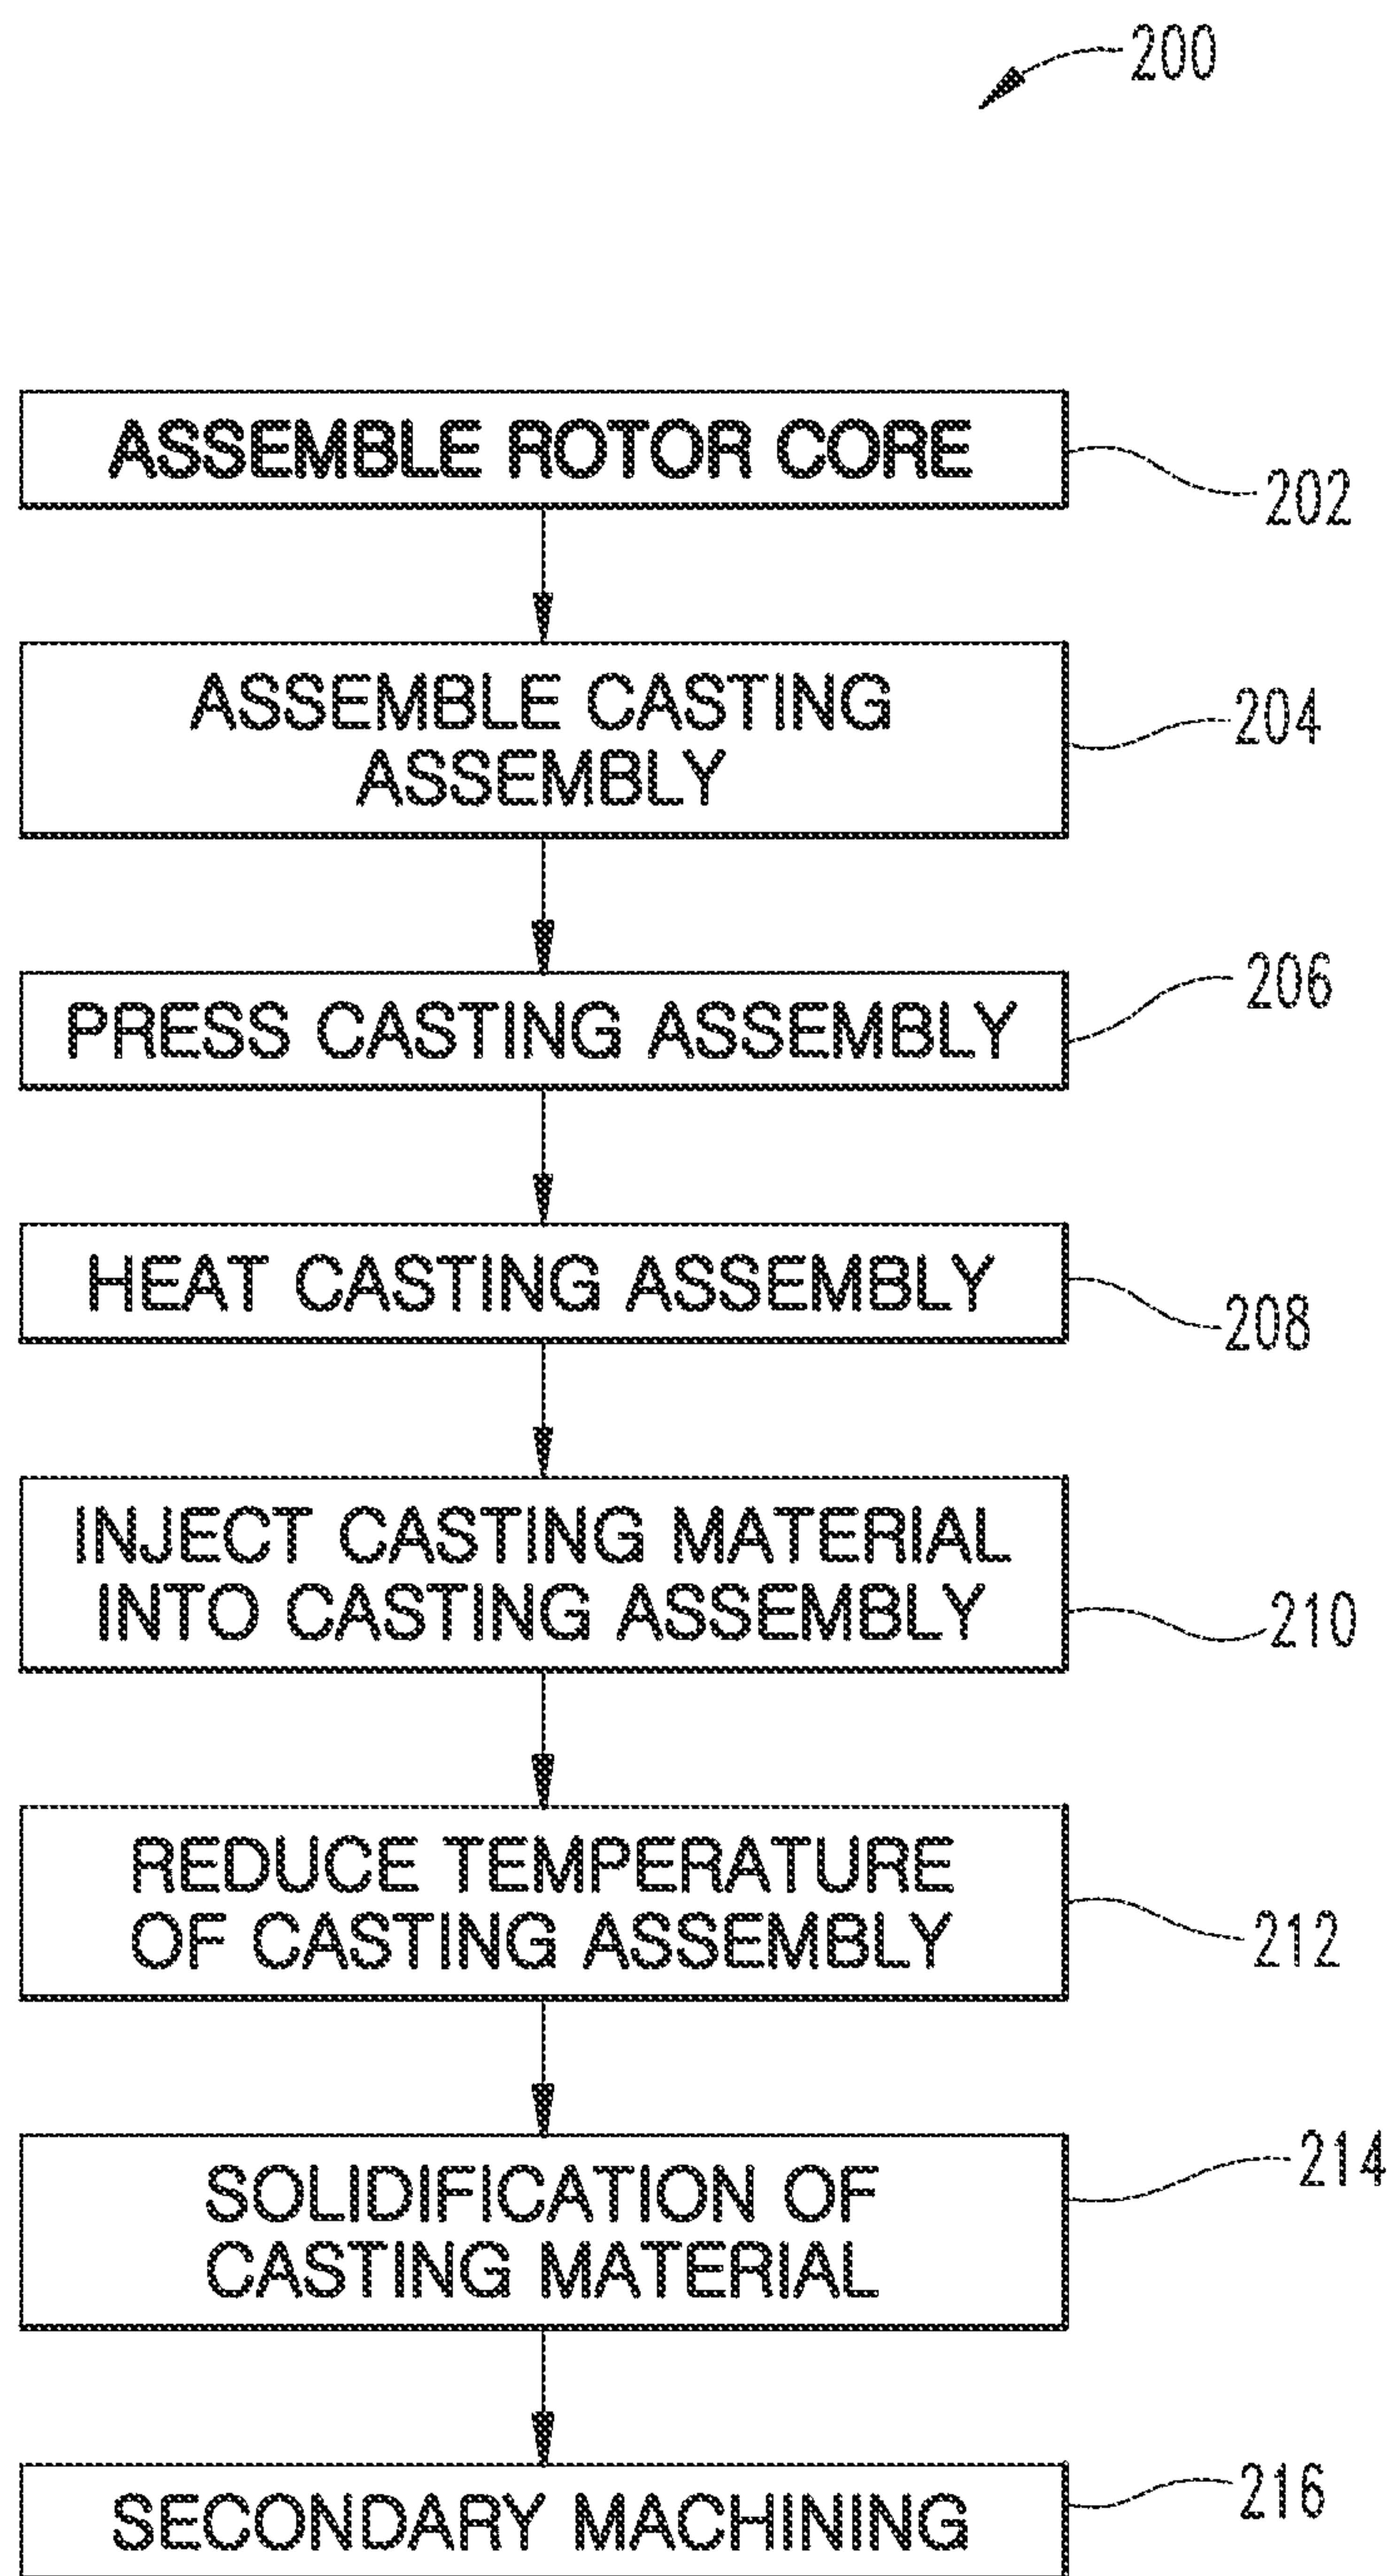 200
ASSEMBLE ROTOR CORE
202
ASSEMBLE CASTING
ASSEMBLY
204
PRESS CASTING ASSEMBLY
206
HEAT CASTING ASSEMBLY
208
INJECT CASTING MATERIAL
INTO CASTING ASSEMBLY
210
REDUCE TEMPERATURE
OF CASTING ASSEMBLY
212
SOLIDIFICATION OF
CASTING MATERIAL
214
SECONDARY MACHINING
216